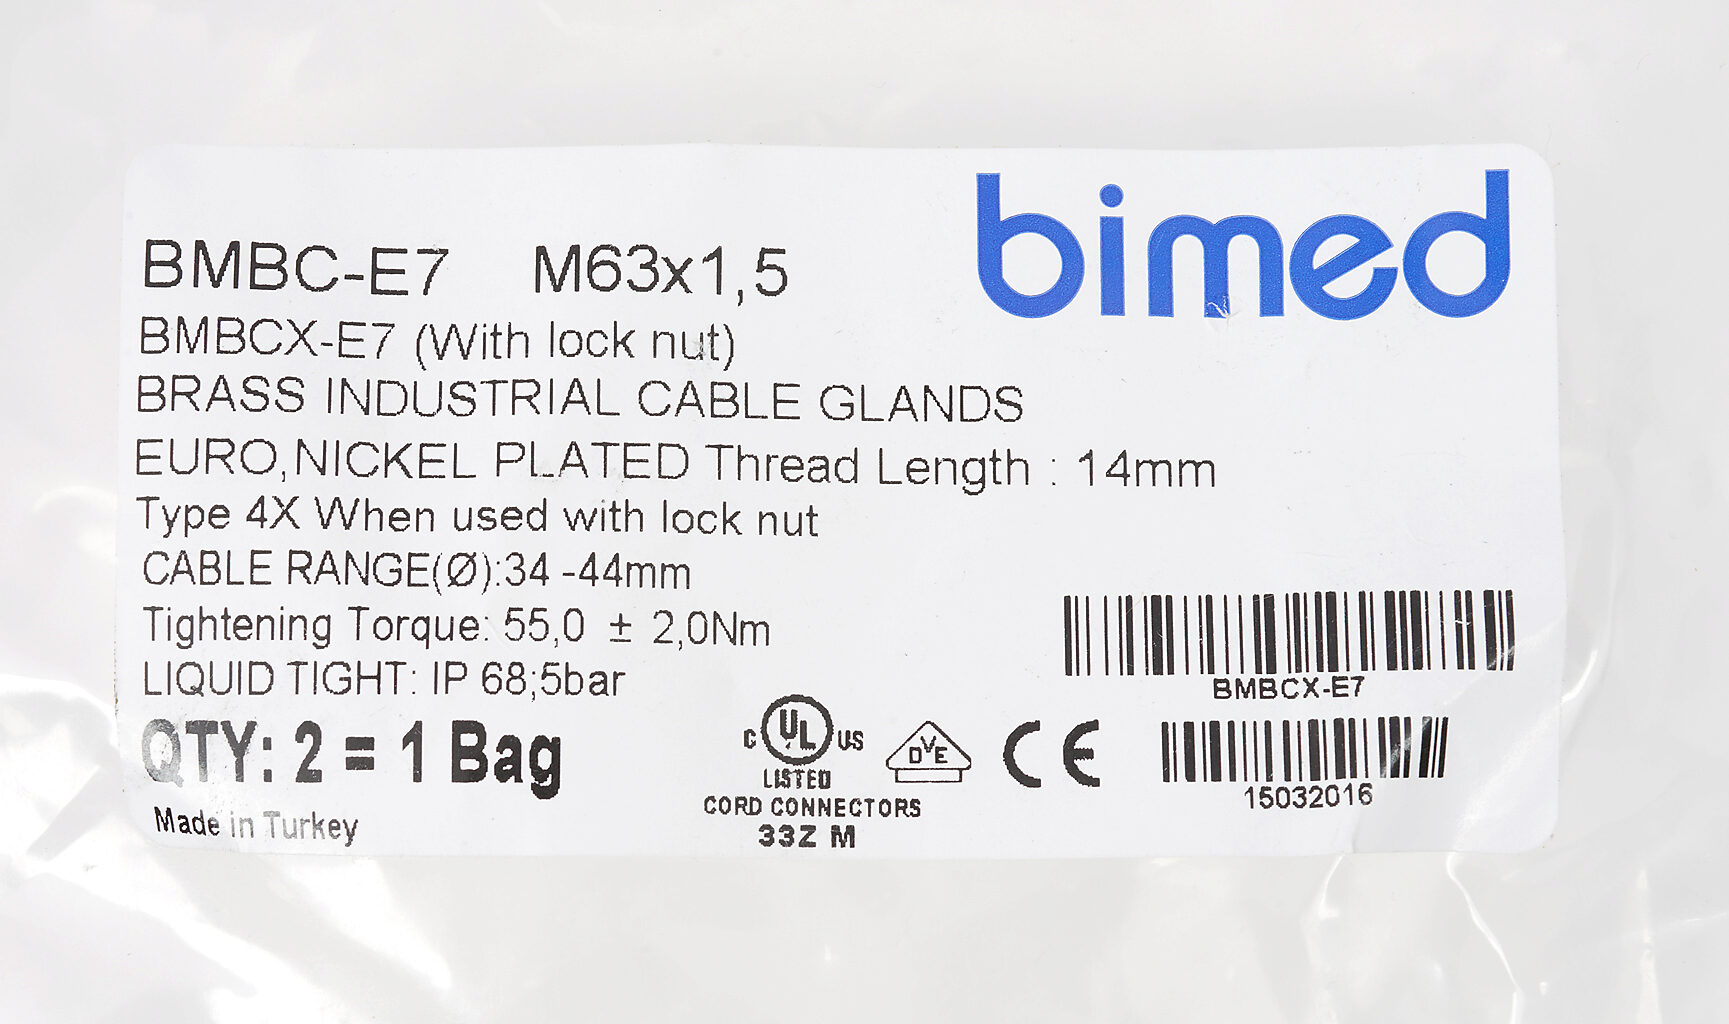 bimed
BMBC-E7 M63x1,5
BMBCX-E7 (With lock nut)
BRASS INDUSTRIAL CABLE GLANDS
EURO,NICKEL PLATED Thread Length : 14mm
Type 4X When used with lock nut
CABLE RANGE(Ø):34 -44mm
Tightening Torque: 55,0 ± 2,0Nm
LIQUID TIGHT: IP 68;5bar
BMBCX-E7
QTY: 2 = 1 Bag
C UL US
LISTED
CORD CONNECTORS
33Z M
DVE
CE
15032016
Made in Turkey